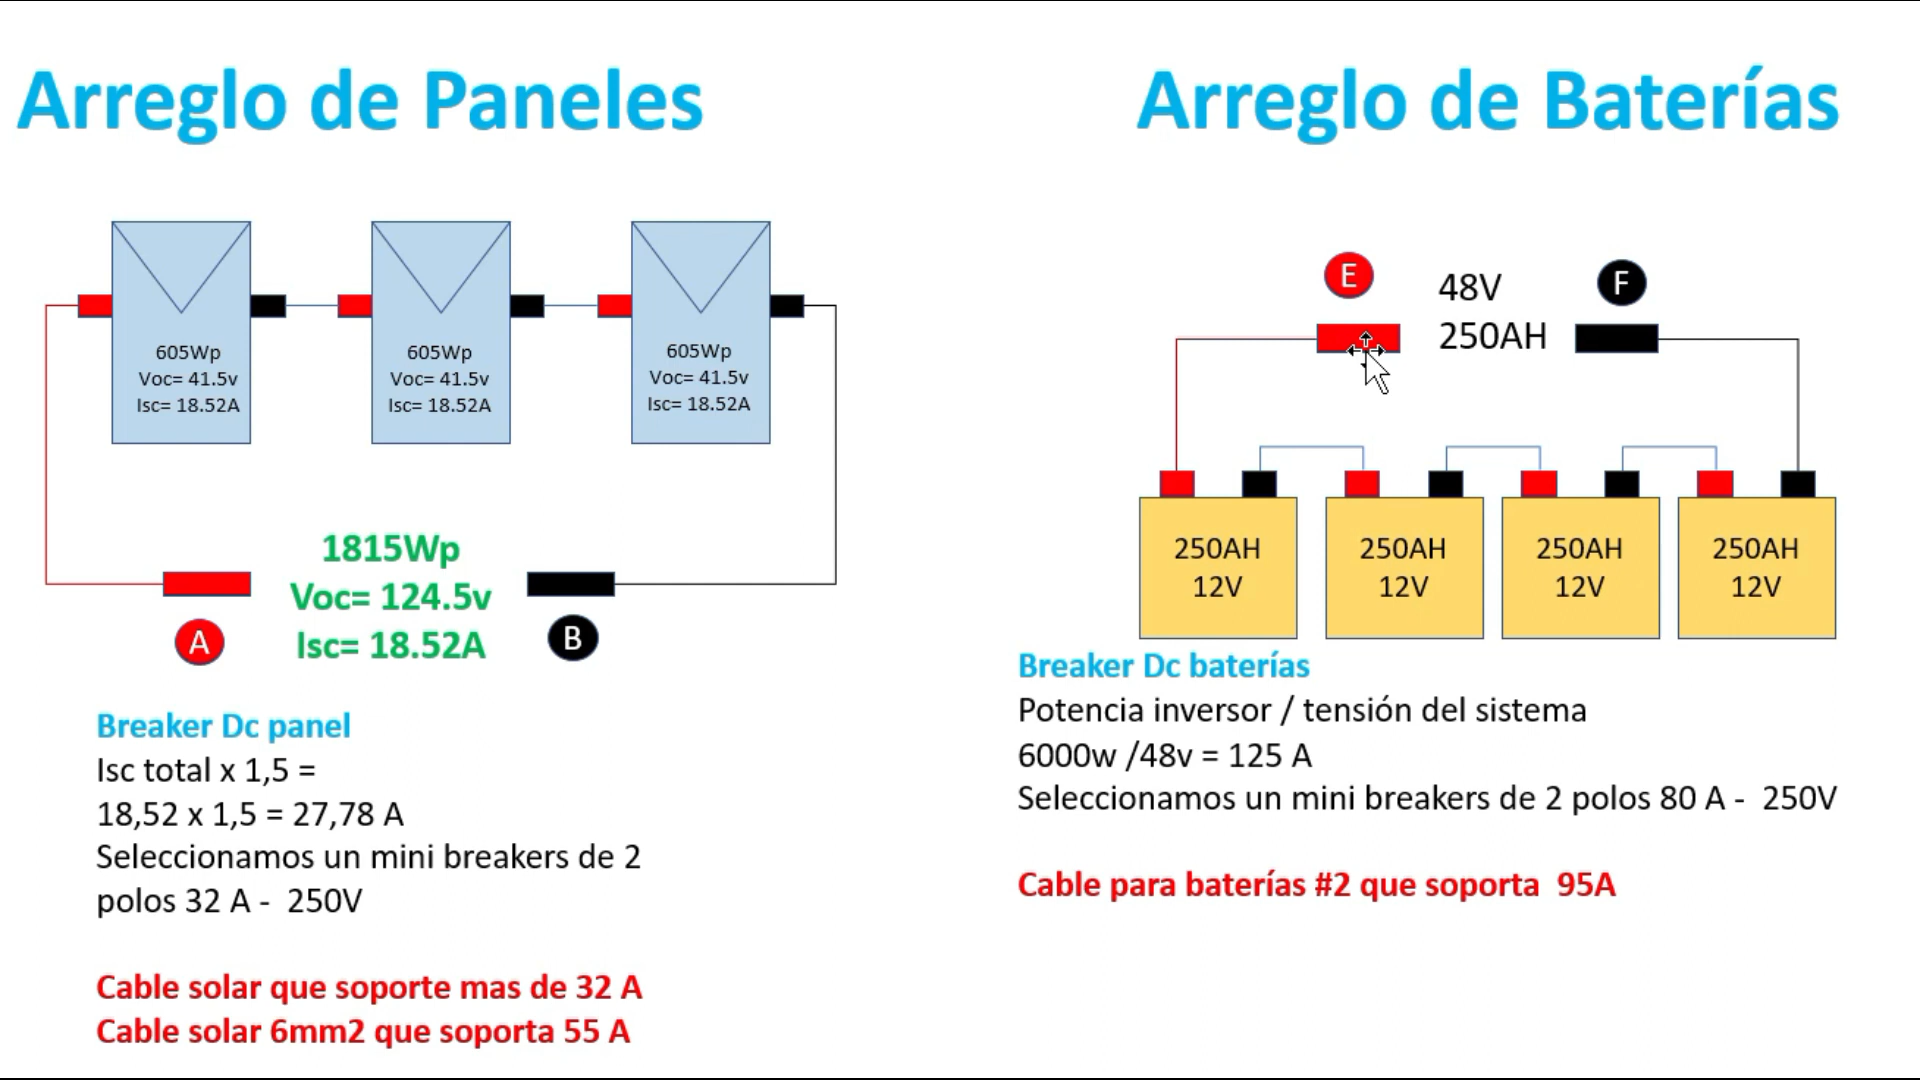 Arreglo de Paneles
605Wp
Voc= 41.5v
Isc= 18.52A
605Wp
Voc= 41.5v
Isc= 18.52A
605Wp
Voc= 41.5v
Isc= 18.52A
1815Wp
Voc= 124.5v
Isc= 18.52A
A
B
Breaker Dc panel
Isc total x 1,5 =
18,52 x 1,5 = 27,78 A
Seleccionamos un mini breakers de 2
polos 32 A - 250V
Cable solar que soporte mas de 32 A
Cable solar 6mm2 que soporta 55 A
Arreglo de Baterías
E
48V
250AH
F
250AH
12V
250AH
12V
250AH
12V
250AH
12V
Breaker Dc baterías
Potencia inversor / tensión del sistema
6000w /48v = 125 A
Seleccionamos un mini breakers de 2 polos 80 A - 250V
Cable para baterías #2 que soporta 95A